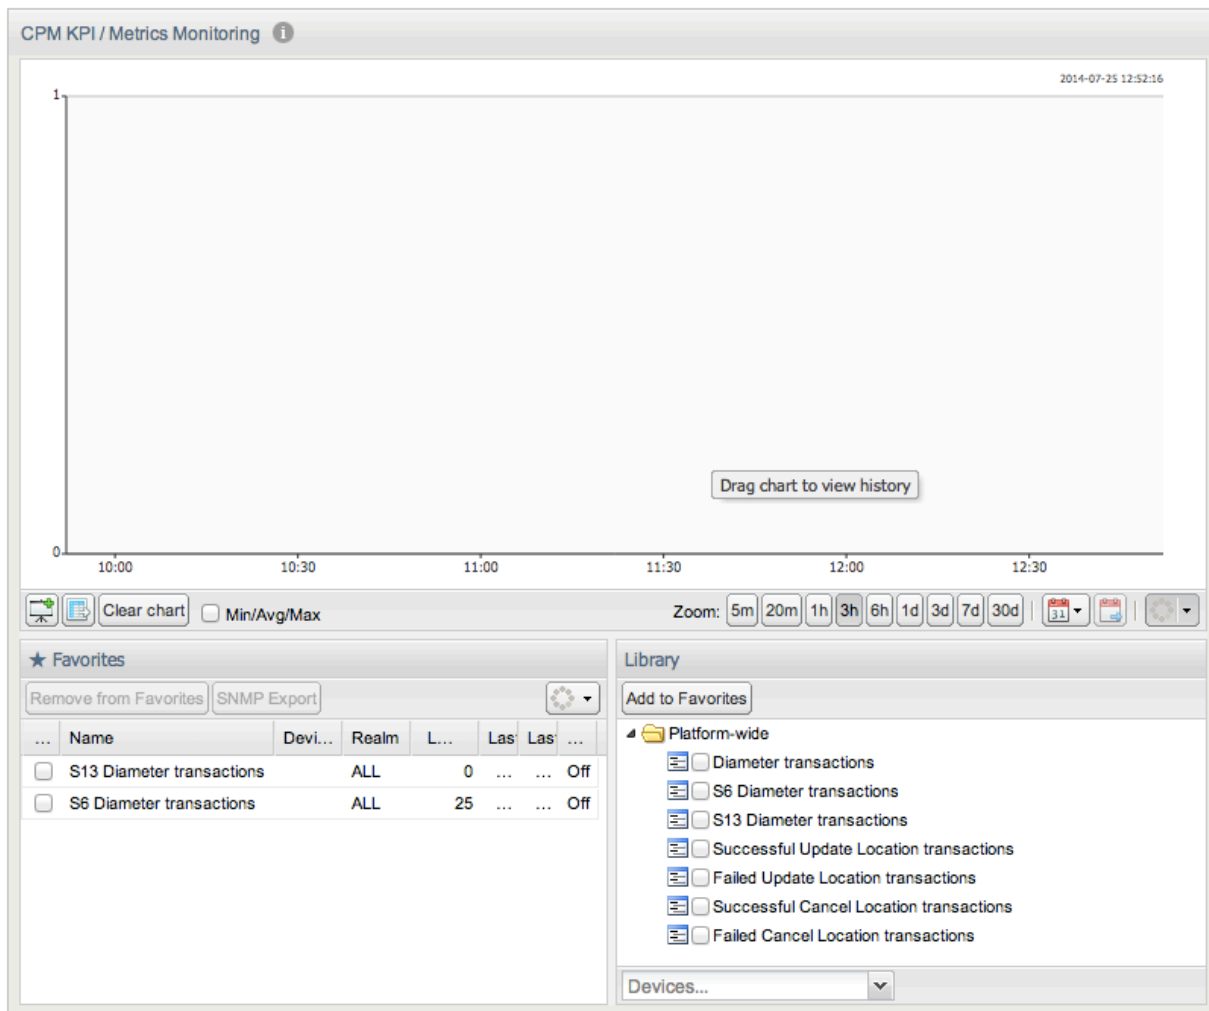 CPM KPI / Metrics Monitoring i
2014-07-25 12:52:16
1
Drag chart to view history
0
10:00 10:30 11:00 11:30 12:00 12:30
Clear chart Min/Avg/Max Zoom: 5m 20m 1h 3h 6h 1d 3d 7d 30d 31
Favorites
Remove from Favorites SNMP Export
... Name Devi... Realm L... Las Las ...
S13 Diameter transactions ALL 0 ... ... Off
S6 Diameter transactions ALL 25 ... ... Off
Library
Add to Favorites
Platform-wide
Diameter transactions
S6 Diameter transactions
S13 Diameter transactions
Successful Update Location transactions
Failed Update Location transactions
Successful Cancel Location transactions
Failed Cancel Location transactions
Devices...